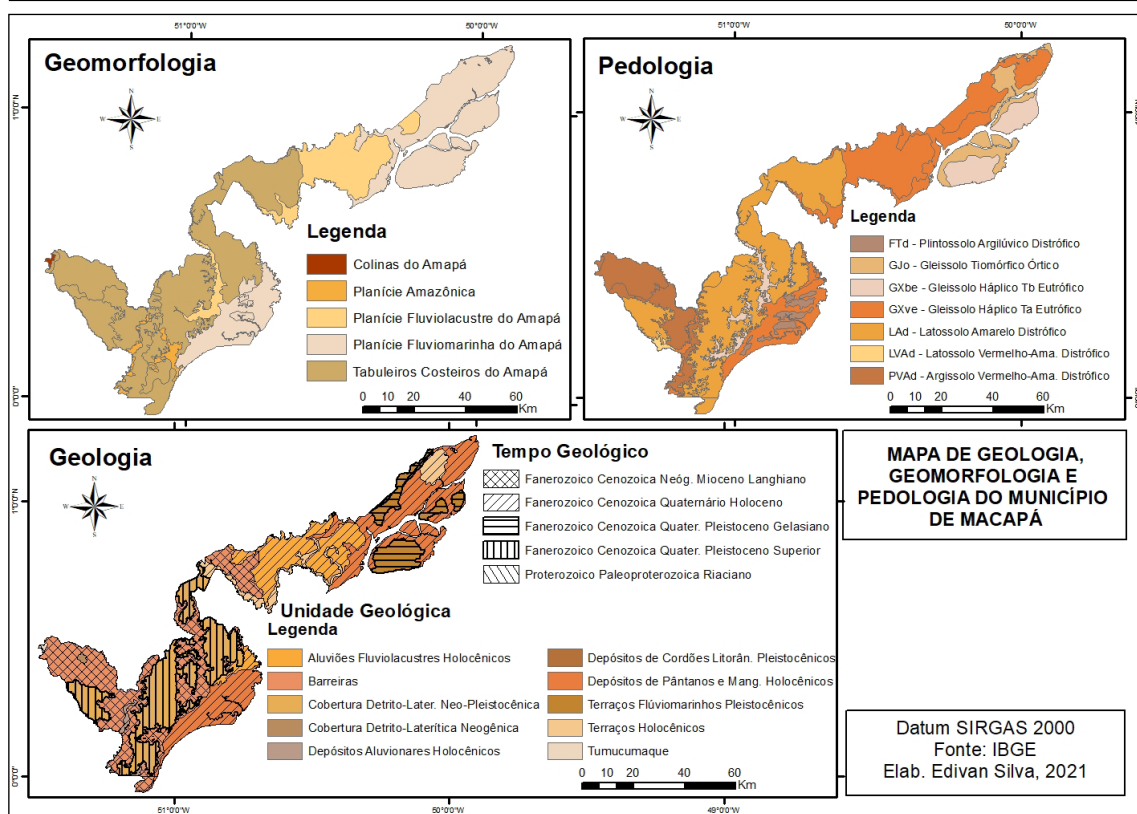 51°0'0"W
50°0'0"W
Geomorfologia
N
W
E
S
1°0'0"N
Legenda
Colinas do Amapá
Planície Amazônica
Planície Fluviolacustre do Amapá
Planície Fluviomarinha do Amapá
Tabuleiros Costeiros do Amapá
0 10 20 40 60
Km
0°0'0"
51°0'0"W
50°0'0"W
Pedologia
N
W
E
S
Legenda
FTd - Plintossolo Argilúvico Distrófico
GJo - Gleissolo Tiomórfico Órtico
GXbe - Gleissolo Háplico Tb Eutrófico
GXve - Gleissolo Háplico Ta Eutrófico
LAd - Latossolo Amarelo Distrófico
LVAd - Latossolo Vermelho-Ama. Distrófico
PVAd - Argissolo Vermelho-Ama. Distrófico
0 10 20 40 60
Km
Geologia
N
W
E
S
0°0'0"
Tempo Geológico
Fanerozoico Cenozoica Neóg. Mioceno Langhiano
Fanerozoico Cenozoica Quaternário Holoceno
Fanerozoico Cenozoica Quater. Pleistoceno Gelasiano
Fanerozoico Cenozoica Quater. Pleistoceno Superior
Proterozoico Paleoproterozoica Riaciano
Unidade Geológica
Legenda
Aluviões Fluviolacustres Holocênicos
Barreiras
Cobertura Detrito-Later. Neo-Pleistocênica
Cobertura Detrito-Laterítica Neogênica
Depósitos Aluvionares Holocênicos
Depósitos de Cordões Litorân. Pleistocênicos
Depósitos de Pântanos e Mang. Holocênicos
Terraços Flúviomarinhos Pleistocênicos
Terraços Holocênicos
Tumucumaque
0 10 20 40 60
Km
51°0'0"W
50°0'0"W
49°0'0"W
MAPA DE GEOLOGIA,
GEOMORFOLOGIA E
PEDOLOGIA DO MUNICÍPIO
DE MACAPÁ
Datum SIRGAS 2000
Fonte: IBGE
Elab. Edivan Silva, 2021